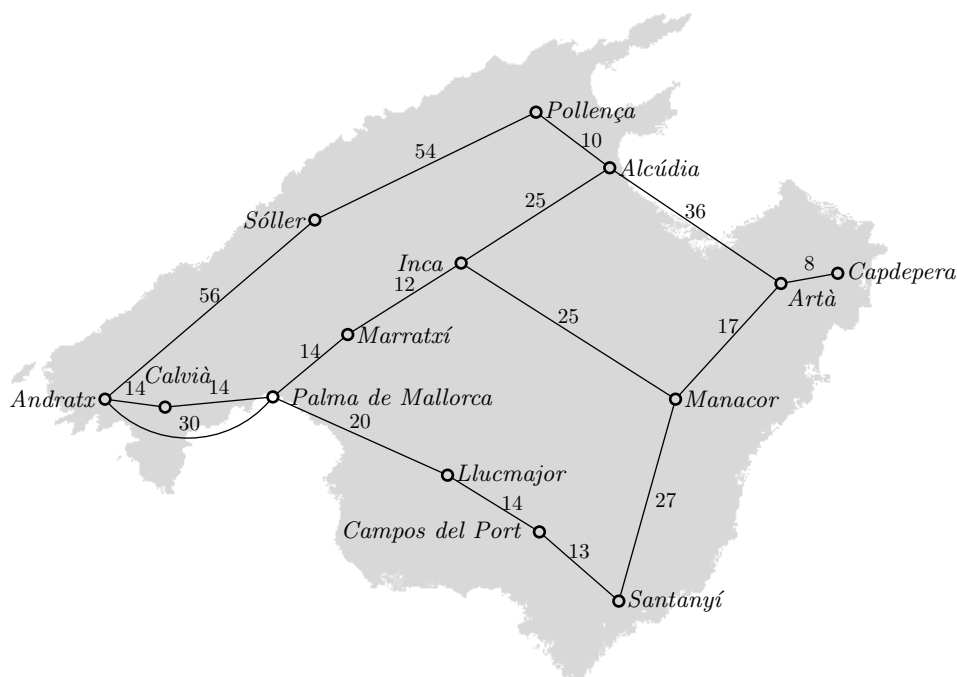 Pollença
10
Alcúdia
54
25
36
Sóller
Inca
8
Capdepera
12
Artà
56
25
17
Marratxí
14
Calvià
14
14
Andratx
Palma de Mallorca
Manacor
30
20
Llucmajor
27
14
Campos del Port
13
Santanyí